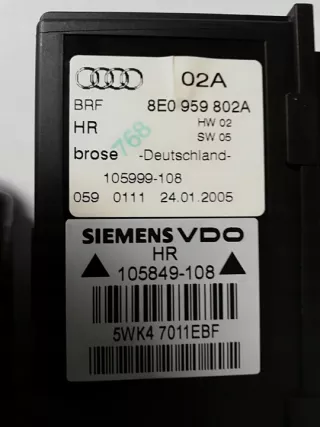 02A
BRF 8E0 959 802A
HR HW 02
SW 05
768
brose -Deutschland-
105999-108
059 0111 24.01.2005
SIEMENS VDO
HR
105849-108
5WK4 7011EBF